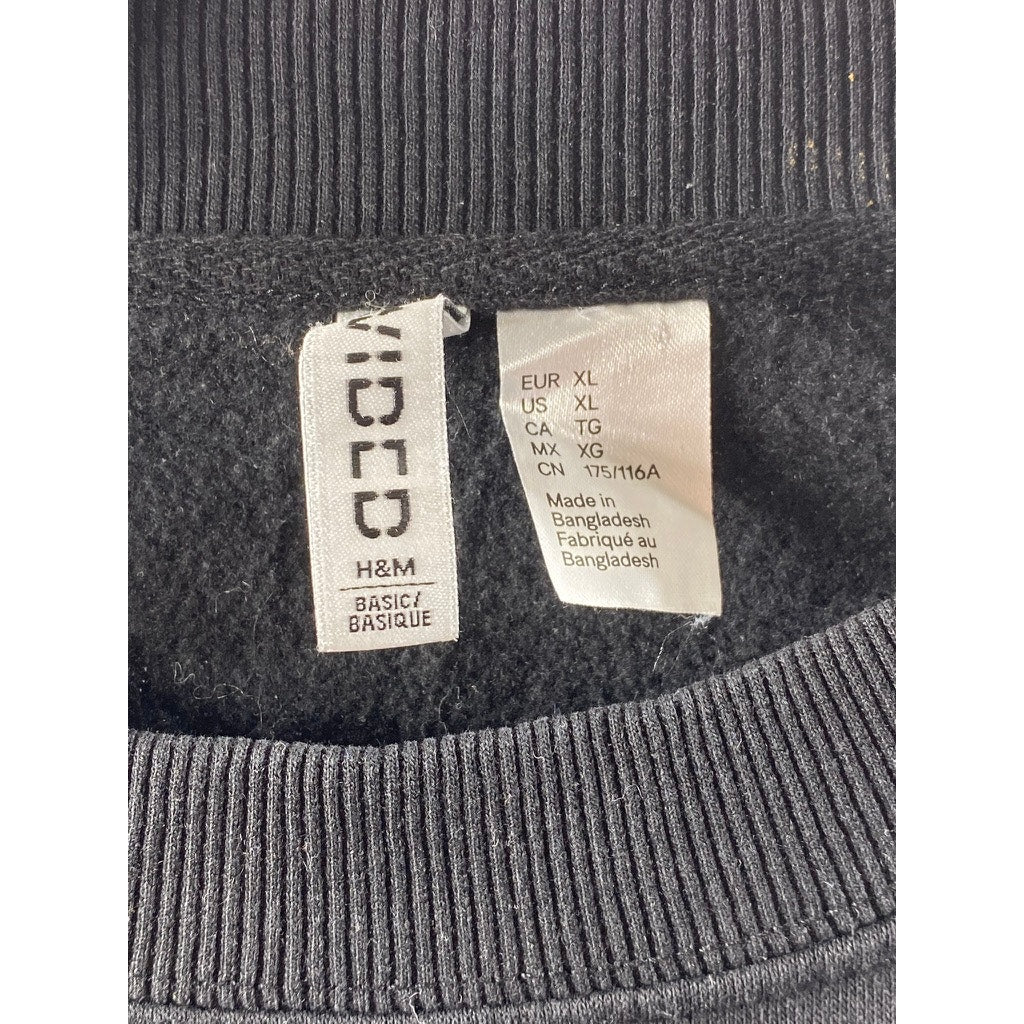 VIDED
H&M
BASIC/
BASIQUE
EUR XL
US XL
CA TG
MX XG
CN 175/116A
Made in
Bangladesh
Fabriqué au
Bangladesh